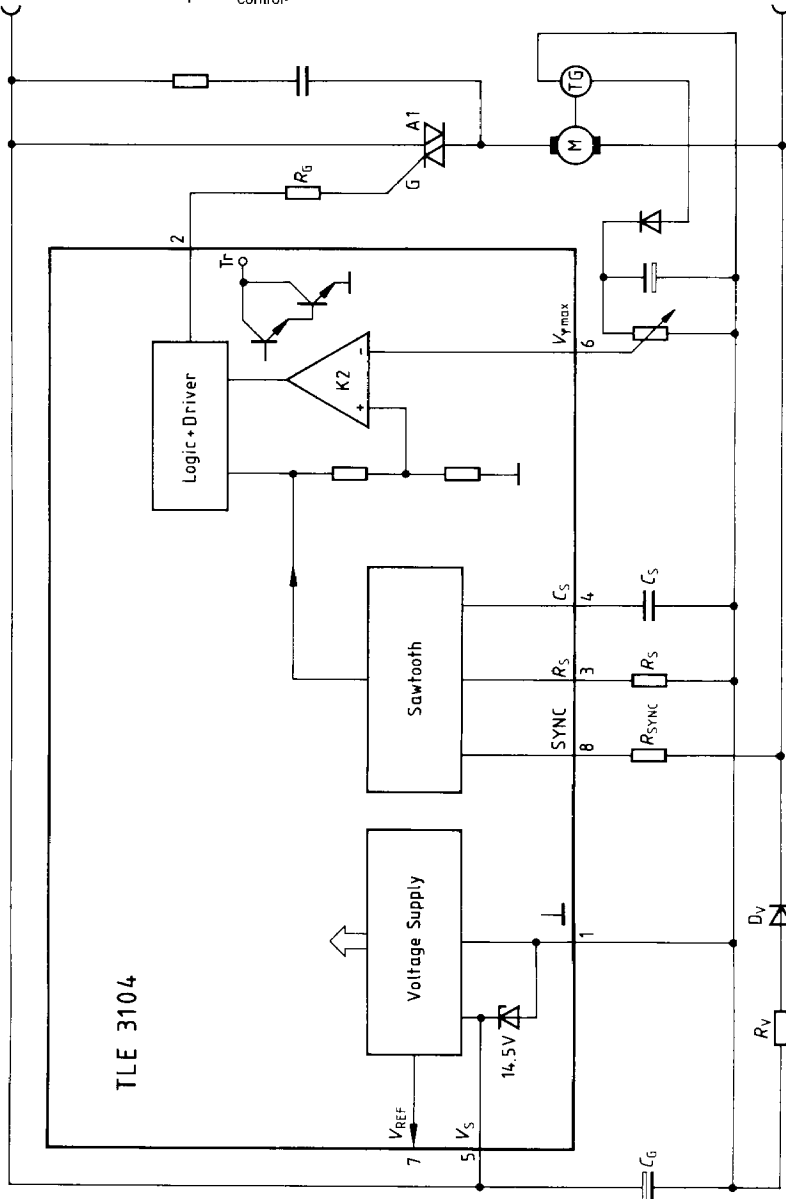 control.
TG
M
A1
G
R_G
2
Tr
Logic+Driver
K2
+
-
V_φmax
6
Sawtooth
C_S
4
C_S
R_S
3
R_S
SYNC
8
R_SYNC
Voltage Supply
1
14.5V
D_V
R_V
TLE 3104
V_REF
7
V_S
5
C_G